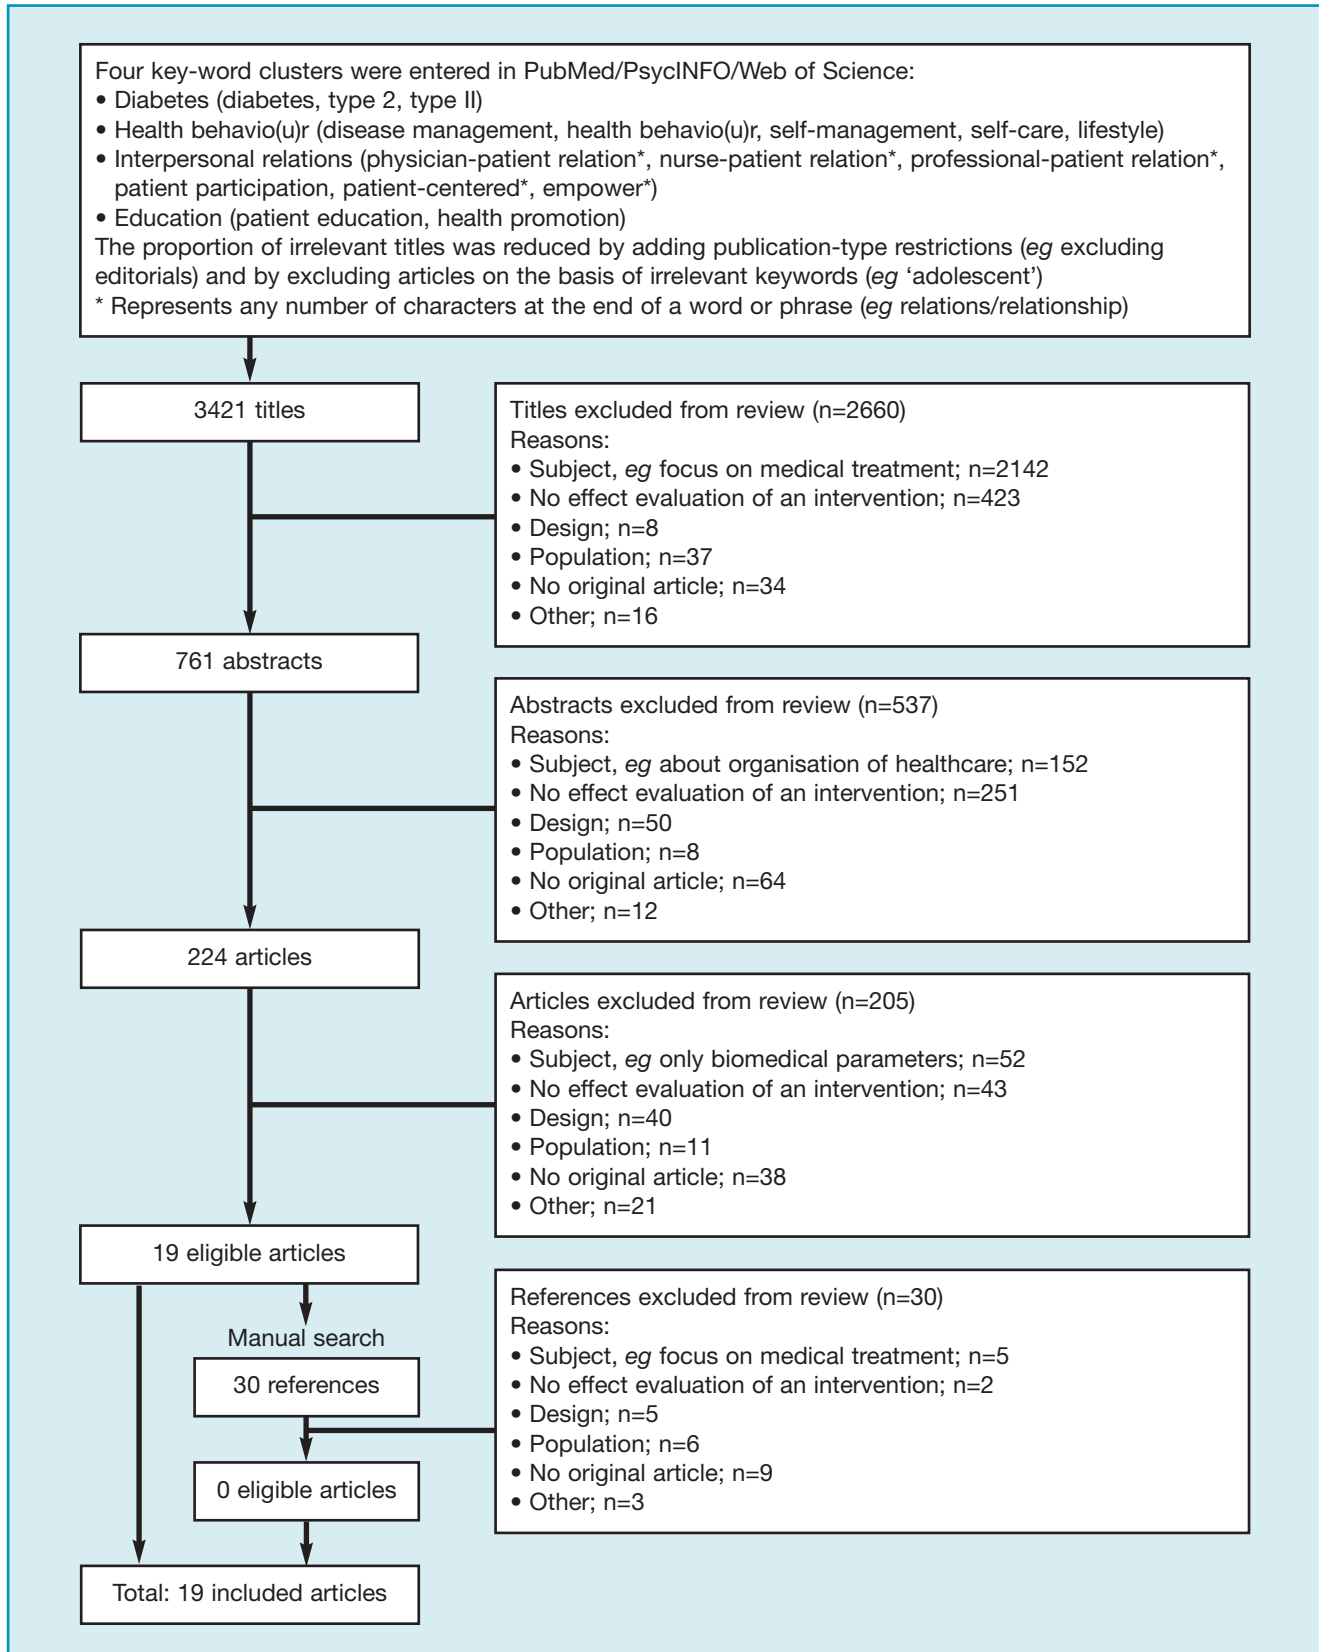 Four key-word clusters were entered in PubMed/PsycINFO/Web of Science:
• Diabetes (diabetes, type 2, type II)
• Health behavio(u)r (disease management, health behavio(u)r, self-management, self-care, lifestyle)
• Interpersonal relations (physician-patient relation*, nurse-patient relation*, professional-patient relation*,
patient participation, patient-centered*, empower*)
• Education (patient education, health promotion)
The proportion of irrelevant titles was reduced by adding publication-type restrictions (eg excluding
editorials) and by excluding articles on the basis of irrelevant keywords (eg ‘adolescent’)
* Represents any number of characters at the end of a word or phrase (eg relations/relationship)
3421 titles
Titles excluded from review (n=2660)
Reasons:
• Subject, eg focus on medical treatment; n=2142
• No effect evaluation of an intervention; n=423
• Design; n=8
• Population; n=37
• No original article; n=34
• Other; n=16
761 abstracts
Abstracts excluded from review (n=537)
Reasons:
• Subject, eg about organisation of healthcare; n=152
• No effect evaluation of an intervention; n=251
• Design; n=50
• Population; n=8
• No original article; n=64
• Other; n=12
224 articles
Articles excluded from review (n=205)
Reasons:
• Subject, eg only biomedical parameters; n=52
• No effect evaluation of an intervention; n=43
• Design; n=40
• Population; n=11
• No original article; n=38
• Other; n=21
19 eligible articles
Manual search
30 references
References excluded from review (n=30)
Reasons:
• Subject, eg focus on medical treatment; n=5
• No effect evaluation of an intervention; n=2
• Design; n=5
• Population; n=6
• No original article; n=9
• Other; n=3
0 eligible articles
Total: 19 included articles